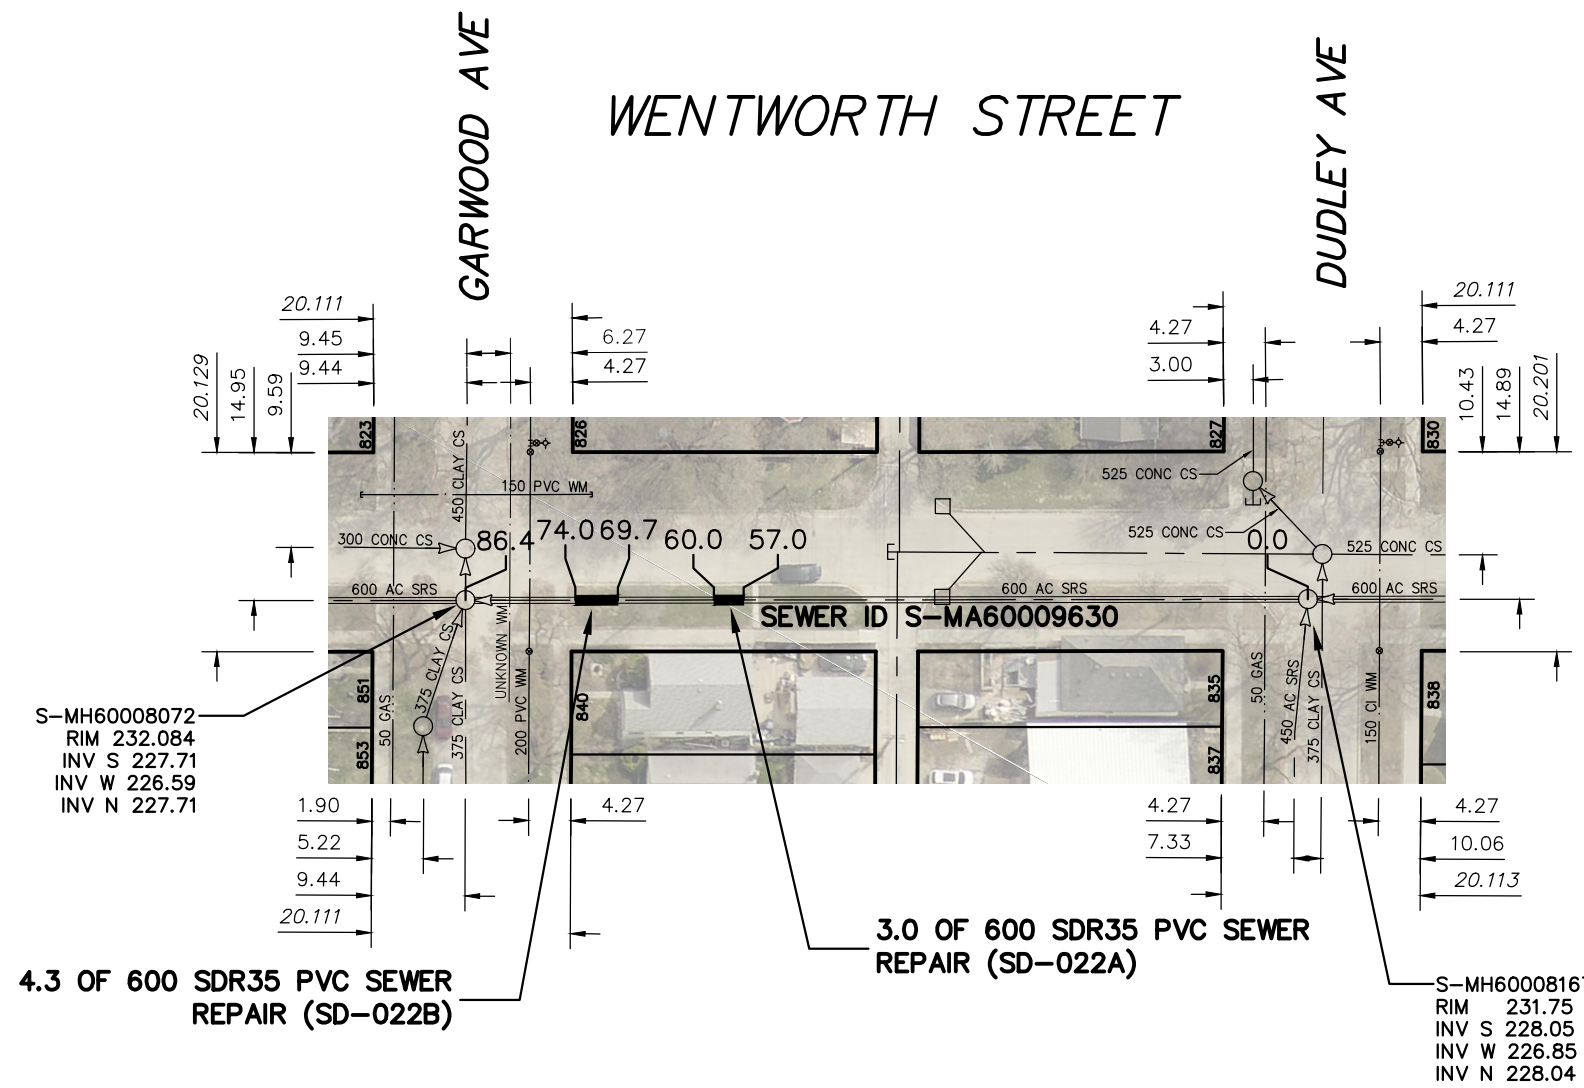 GARWOOD AVE
WENTWORTH STREET
DUDLEY AVE
20.111
9.45
9.44
6.27
4.27
4.27
3.00
20.111
4.27
20.129
14.95
9.59
10.43
14.89
20.201
823
826
827
830
450 CLAY CS
150 PVC WM
525 CONC CS
300 CONC CS
86.4
74.0
69.7
60.0
57.0
525 CONC CS
0.0
525 CONC CS
600 AC SRS
600 AC SRS
600 AC SRS
SEWER ID S-MA60009630
375 CLAY CS
UNKNOWN WM
851
853
50 GAS
375 CLAY CS
200 PVC WM
840
835
837
50 GAS
450 AC SRS
375 CLAY CS
150 CI WM
838
S-MH60008072
RIM 232.084
INV S 227.71
INV W 226.59
INV N 227.71
1.90
5.22
9.44
20.111
4.27
4.27
7.33
4.27
10.06
20.113
3.0 OF 600 SDR35 PVC SEWER
REPAIR (SD-022A)
4.3 OF 600 SDR35 PVC SEWER
REPAIR (SD-022B)
S-MH60008167
RIM 231.75
INV S 228.05
INV W 226.85
INV N 228.04